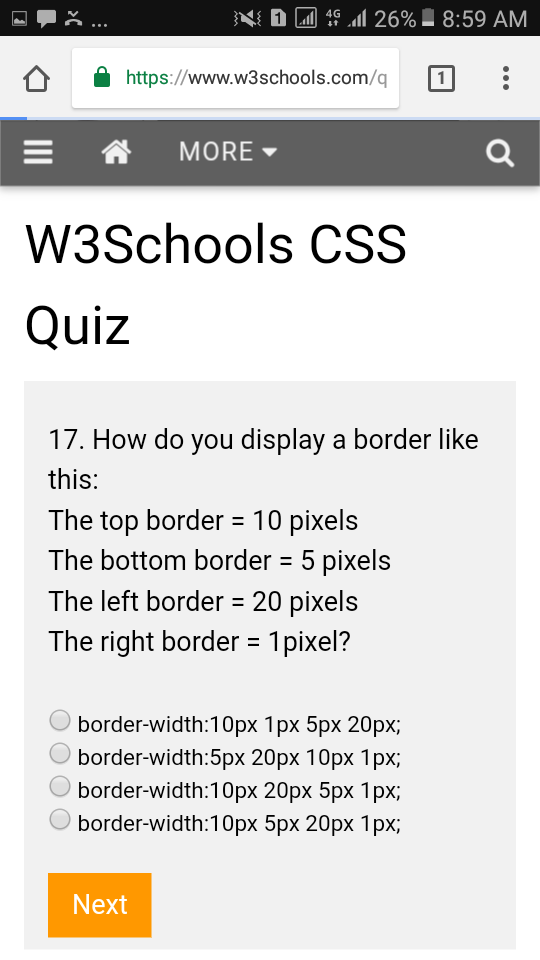 ... 1 4G 26% 8:59 AM
https://www.w3schools.com/q 1
MORE
W3Schools CSS
Quiz
17. How do you display a border like
this:
The top border = 10 pixels
The bottom border = 5 pixels
The left border = 20 pixels
The right border = 1pixel?
border-width:10px 1px 5px 20px;
border-width:5px 20px 10px 1px;
border-width:10px 20px 5px 1px;
border-width:10px 5px 20px 1px;
Next